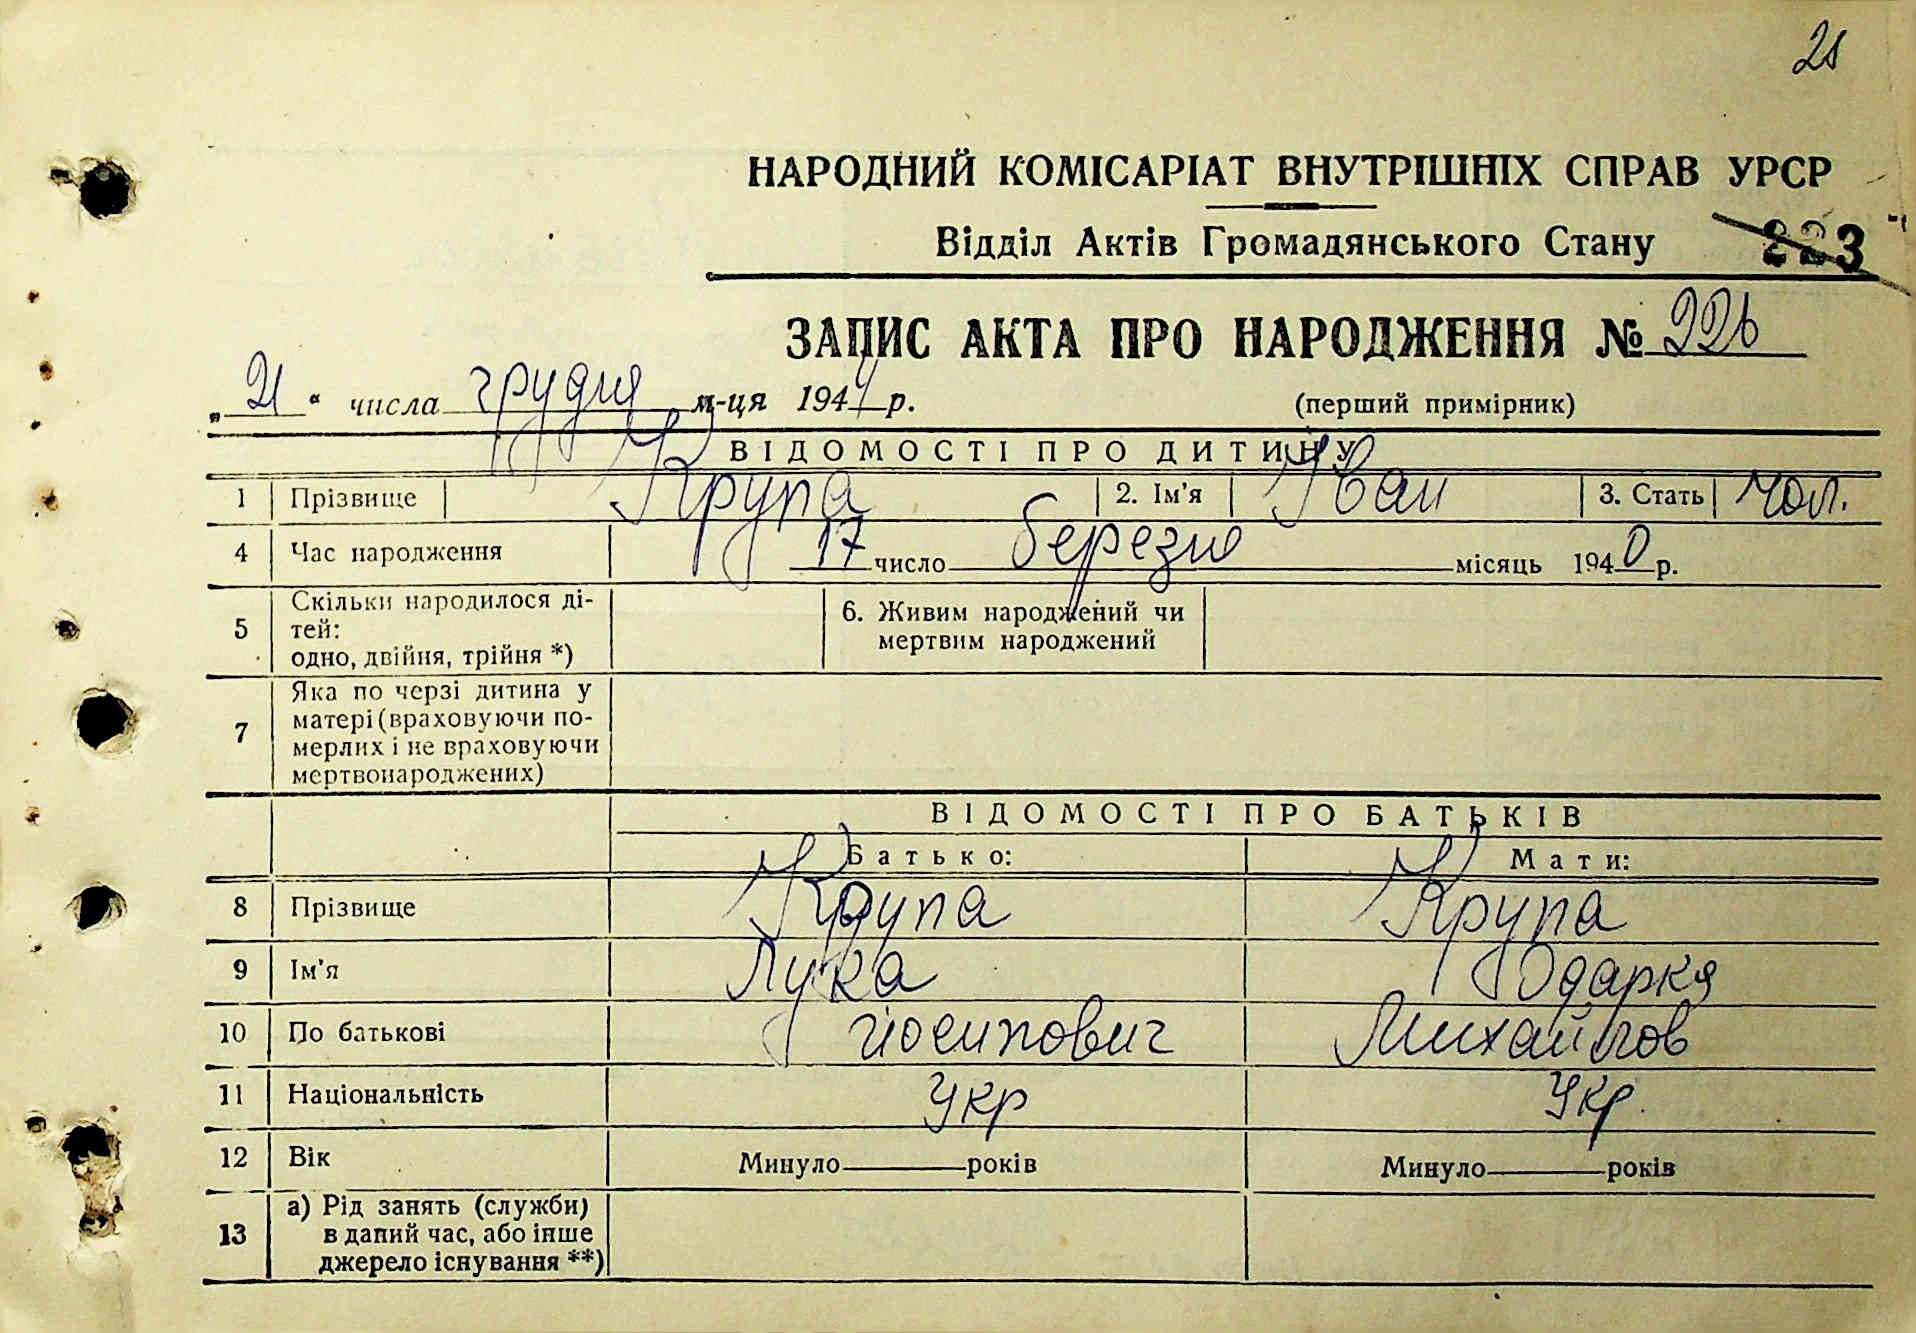 21
НАРОДНИЙ КОМІСАРІАТ ВНУТРІШНІХ СПРАВ УРСР
Відділ Актів Громадянського Стану 223
ЗАПИС АКТА ПРО НАРОДЖЕННЯ № 226
„21“ числа грудня м-ця 1944 р. (перший примірник)
ВІДОМОСТІ ПРО ДИТИНУ
1 Прізвище Крупа 2. Ім'я Іван 3. Стать чол.
4 Час народження 17 число березня місяць 1940 р.
5 Скільки народилося ді-
тей:
одно, двійня, трійня *)
6. Живим народжений чи
мертвим народжений
7 Яка по черзі дитина у
матері (враховуючи по-
мерлих і не враховуючи
мертвонароджених)
ВІДОМОСТІ ПРО БАТЬКІВ
Батько: Мати:
8 Прізвище Крупа Крупа
9 Ім'я Лука Одарка
10 По батькові Йосипович Михайлов
11 Національність Укр Укр.
12 Вік Минуло років Минуло років
13 а) Рід занять (служби)
в даний час, або інше
джерело існування **)